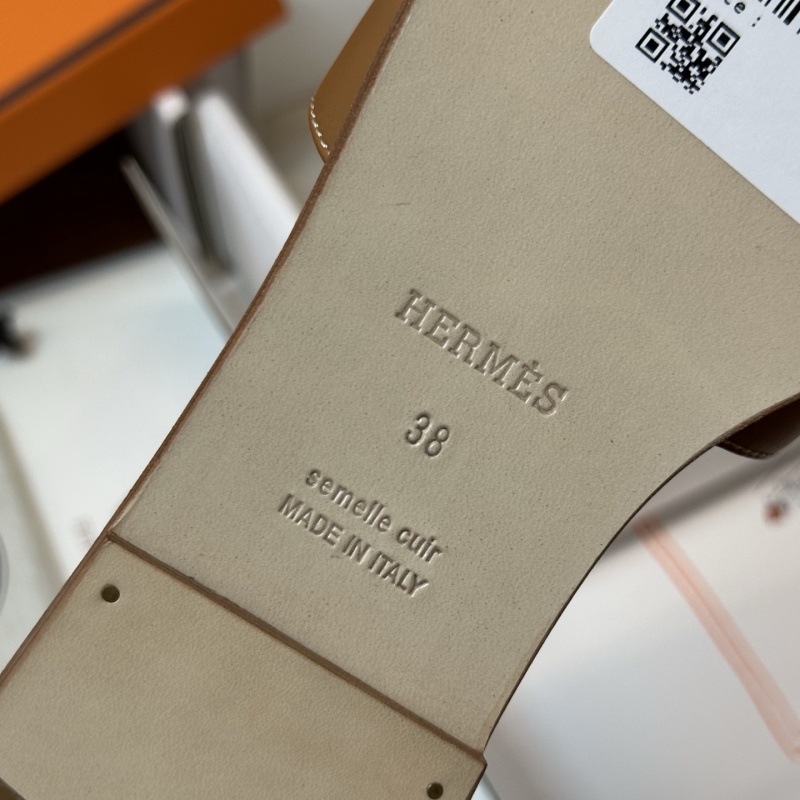 HERMÈS
38
semelle cuir
MADE IN ITALY